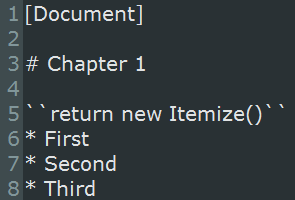 1 [Document]
2
3 # Chapter 1
4
5 ``return new Itemize()``
6 * First
7 * Second
8 * Third